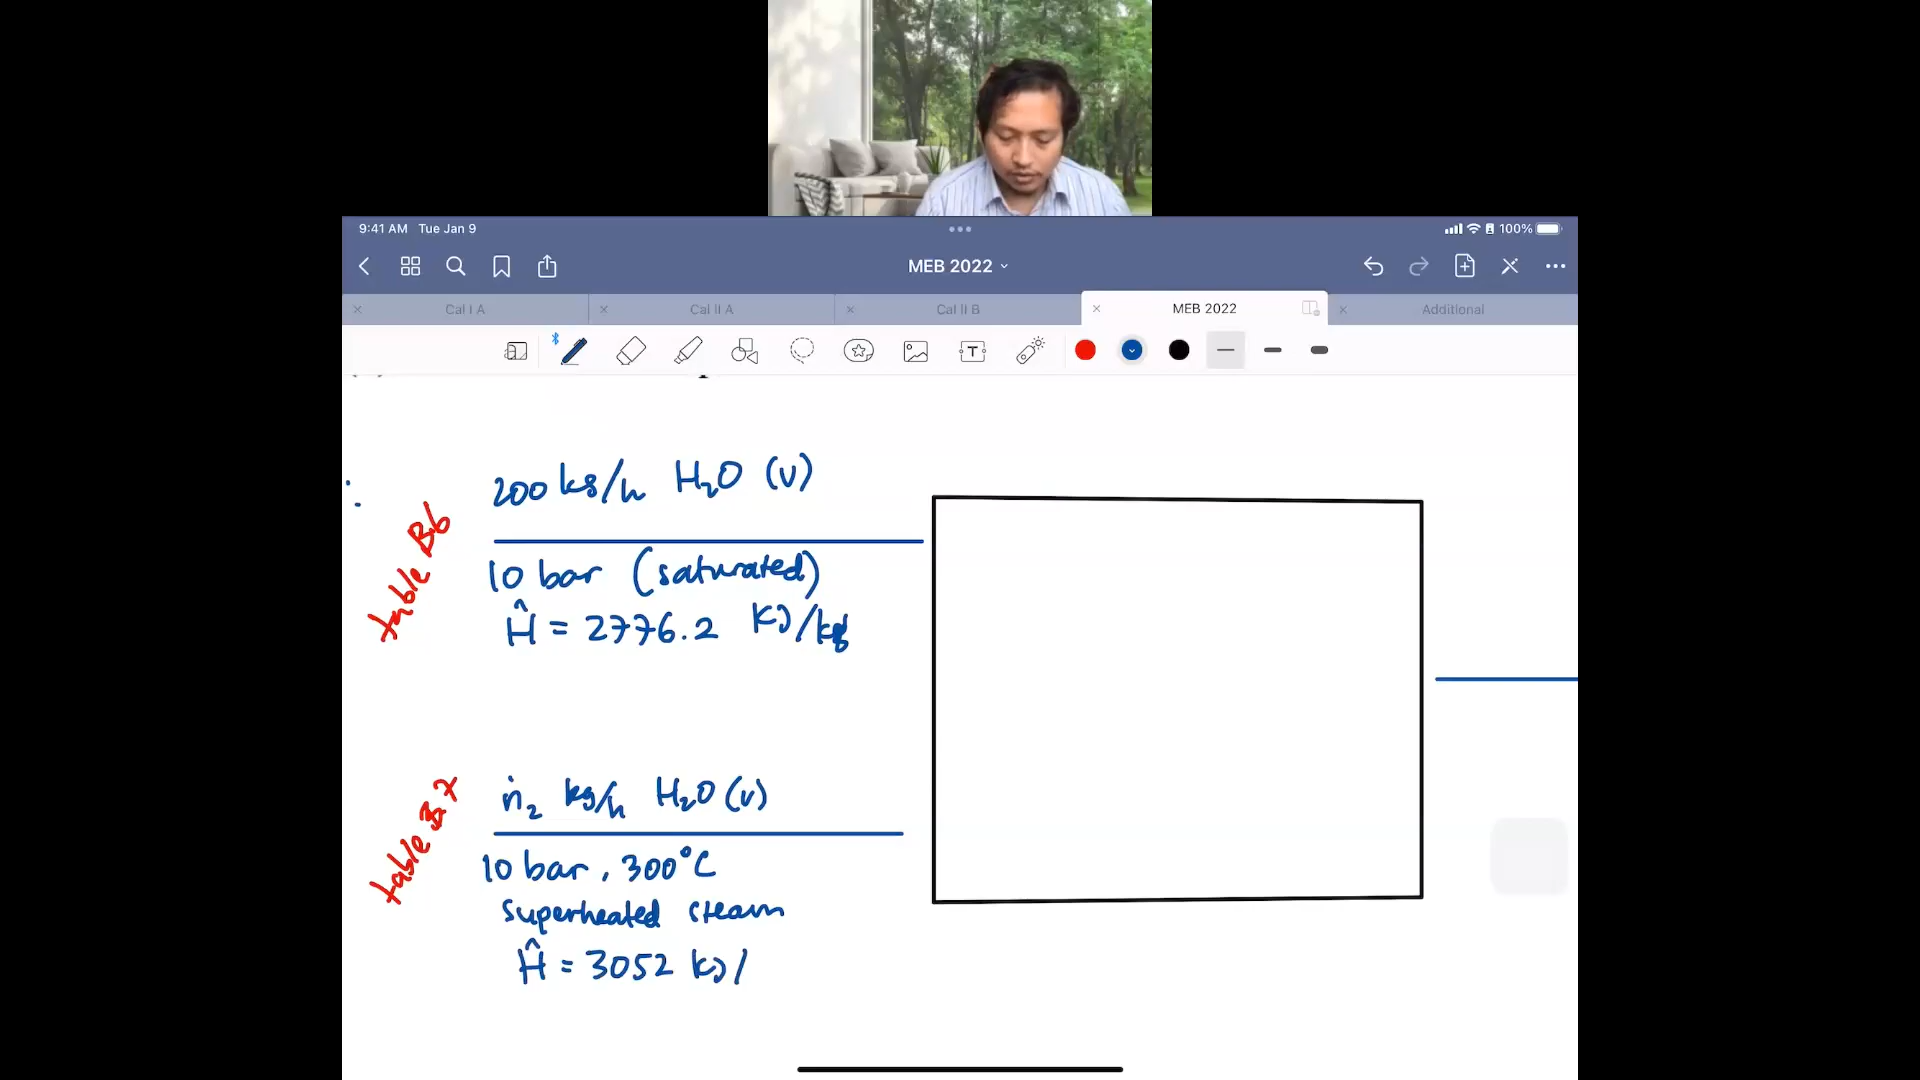 9:41 AM Tue Jan 9
100%
MEB 2022
Cal I A
Cal II A
Cal II B
MEB 2022
Additional
T
200 kg/h H₂O (v)
table B6
10 bar (saturated)
Ĥ = 2776.2 KJ/kg
ṅ₂ kg/h H₂O (v)
table B.7
10 bar, 300°C
Superheated steam
Ĥ = 3052 kJ/